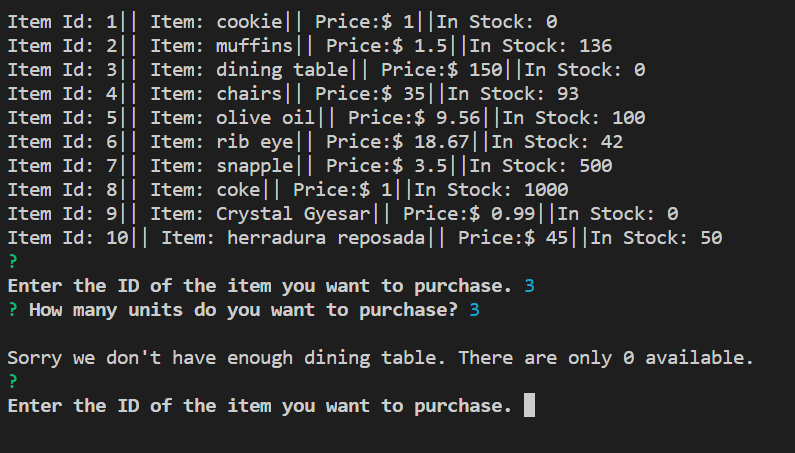 Item Id: 1|| Item: cookie|| Price:$ 1||In Stock: 0
Item Id: 2|| Item: muffins|| Price:$ 1.5||In Stock: 136
Item Id: 3|| Item: dining table|| Price:$ 150||In Stock: 0
Item Id: 4|| Item: chairs|| Price:$ 35||In Stock: 93
Item Id: 5|| Item: olive oil|| Price:$ 9.56||In Stock: 100
Item Id: 6|| Item: rib eye|| Price:$ 18.67||In Stock: 42
Item Id: 7|| Item: snapple|| Price:$ 3.5||In Stock: 500
Item Id: 8|| Item: coke|| Price:$ 1||In Stock: 1000
Item Id: 9|| Item: Crystal Gyesar|| Price:$ 0.99||In Stock: 0
Item Id: 10|| Item: herradura reposada|| Price:$ 45||In Stock: 50
?
Enter the ID of the item you want to purchase. 3
? How many units do you want to purchase? 3
Sorry we don't have enough dining table. There are only 0 available.
?
Enter the ID of the item you want to purchase.